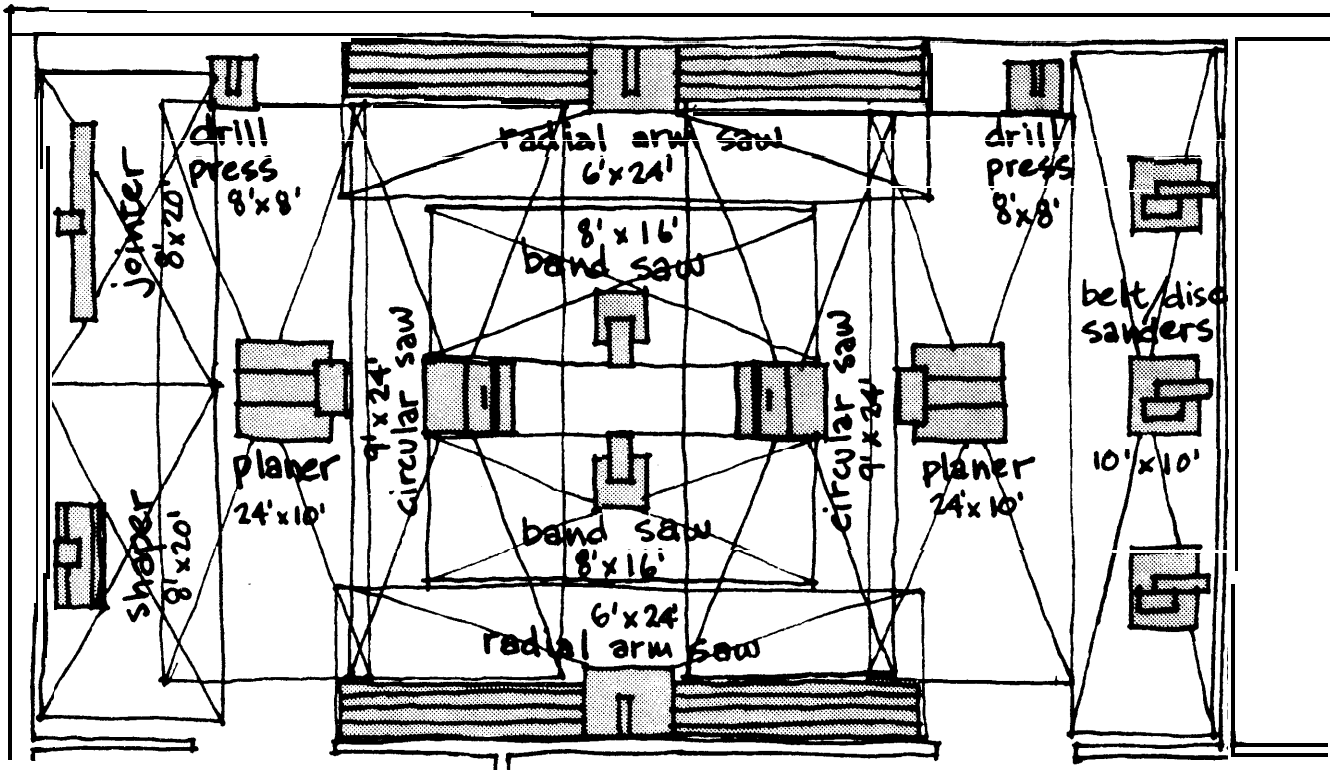 drill
press
8'x8'
radial arm saw
6'x24'
drill
press
8'x8'
jointer
8'x20'
8'x16'
band saw
belt disc
sanders
10'x10'
circular saw
9'x24'
circular saw
9'x24'
planer
24'x10'
planer
24'x10'
shaper
8'x20'
band saw
8'x16'
6'x24'
radial arm saw